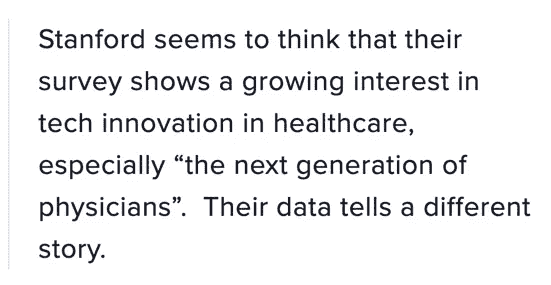 Stanford seems to think that their
survey shows a growing interest in
tech innovation in healthcare,
especially “the next generation of
physicians”.  Their data tells a different
story.